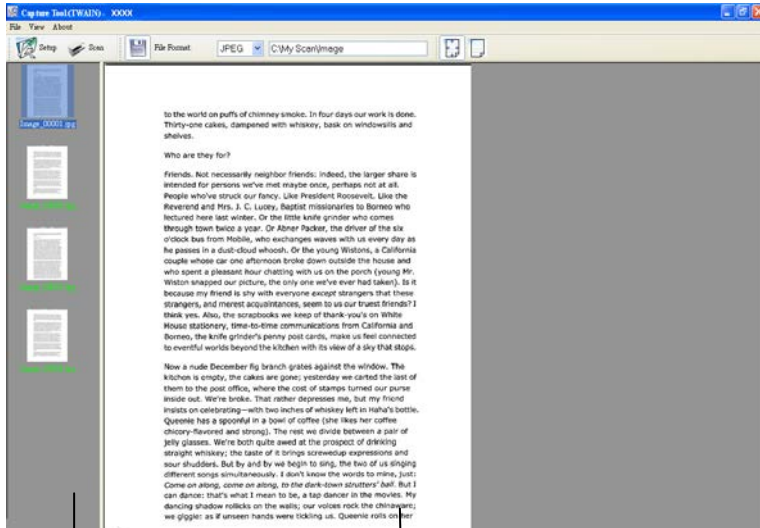 Capture Tool(TWAIN) - XXXX
File View About
Setup Scan File Format JPEG C:\My Scan\Image
Image_00001.jpg
to the world on puffs of chimney smoke. In four days our work is done.
Thirty-one cakes, dampened with whiskey, bask on windowsills and
shelves.
Who are they for?
Friends. Not necessarily neighbor friends: indeed, the larger share is
intended for persons we've met maybe once, perhaps not at all.
People who've struck our fancy. Like President Roosevelt. Like the
Reverend and Mrs. J. C. Lucey, Baptist missionaries to Borneo who
lectured here last winter. Or the little knife grinder who comes
through town twice a year. Or Abner Packer, the driver of the six
o'clock bus from Mobile, who exchanges waves with us every day as
he passes in a dust-cloud whoosh. Or the young Wistons, a California
couple whose car one afternoon broke down outside the house and
who spent a pleasant hour chatting with us on the porch (young Mr.
Wiston snapped our picture, the only one we've ever had taken). Is it
because my friend is shy with everyone except strangers that these
strangers, and merest acquaintances, seem to us our truest friends? I
think yes. Also, the scrapbooks we keep of thank-you's on White
House stationery, time-to-time communications from California and
Borneo, the knife grinder's penny post cards, make us feel connected
to eventful worlds beyond the kitchen with its view of a sky that stops.
Now a nude December fig branch grates against the window. The
kitchen is empty, the cakes are gone; yesterday we carted the last of
them to the post office, where the cost of stamps turned our purse
inside out. We're broke. That rather depresses me, but my friend
insists on celebrating—with two inches of whiskey left in Haha's bottle.
Queenie has a spoonful in a bowl of coffee (she likes her coffee
chicory-flavored and strong). The rest we divide between a pair of
jelly glasses. We're both quite awed at the prospect of drinking
straight whiskey; the taste of it brings screwedup expressions and
sour shudders. But by and by we begin to sing, the two of us singing
different songs simultaneously. I don't know the words to mine, just:
Come on along, come on along, to the dark-town strutters' ball. But I
can dance: that's what I mean to be, a tap dancer in the movies. My
dancing shadow rollicks on the walls; our voices rock the chinaware;
we giggle: as if unseen hands were tickling us. Queenie rolls on her